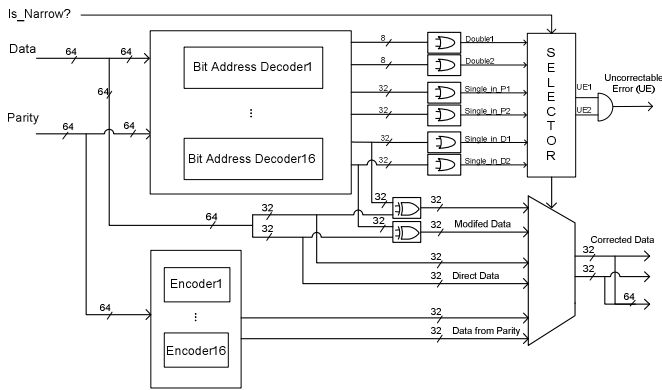 Is_Narrow?
Data
64
64
64
Parity
64
64
Bit Address Decoder1
...
Bit Address Decoder16
8
Double1
8
Double2
32
Single_in_P1
32
Single_in_P2
32
Single_in_D1
32
Single_in_D2
SELECTOR
UE1
UE2
Uncorrectable
Error (UE)
64
32
32
32
32
32
32
Modifed Data
32
32
Direct Data
64
Encoder1
...
Encoder16
32
32
Data from Parity
Corrected Data
32
32
64